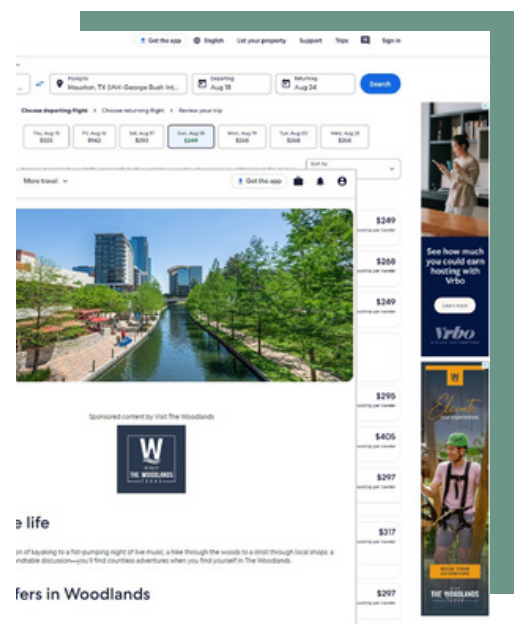 Get the app
English
List your property
Support
Trips
Sign in
Flying to
Houston, TX (IAH-George Bush Int...
Departing
Aug 18
Returning
Aug 24
Search
Choose departing flight > Choose returning flight > Review your trip
Thu, Aug 15
$323
Fri, Aug 16
$562
Sat, Aug 17
$293
Sun, Aug 18
$249
Mon, Aug 19
$268
Tue, Aug 20
$268
Wed, Aug 21
$268
Sort by
More travel
Get the app
$249
$268
$249
$295
$405
$297
$317
$297
Sponsored content by Visit The Woodlands
W
VISIT
THE WOODLANDS
TEXAS
e life
on of kayaking to a fist-pumping night of live music; a hike through the woods to a stroll through local shops; a
undtable discussion—you'll find countless adventures when you find yourself in The Woodlands.
fers in Woodlands
See how much
you could earn
hosting with
Vrbo
Learn more
Vrbo
W
Elevate
your experience
BOOK YOUR
ADVENTURE
THE WOODLANDS